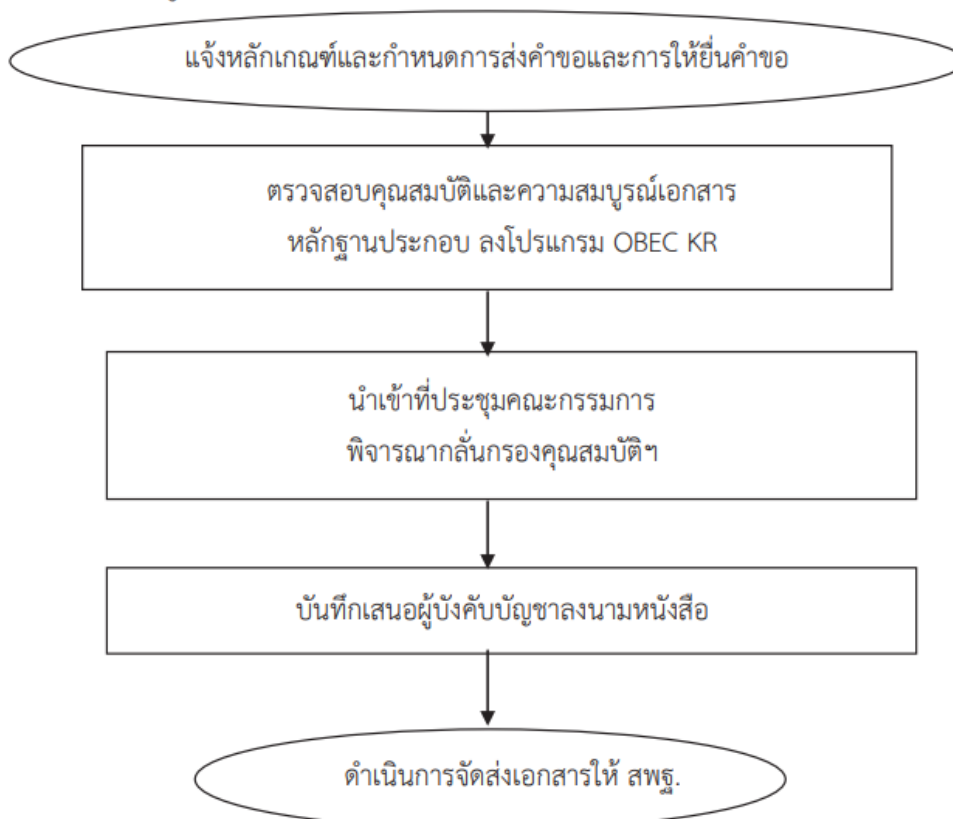 แจ้งหลักเกณฑ์และกำหนดการส่งคำขอและการให้ยื่นคำขอ
ตรวจสอบคุณสมบัติและความสมบูรณ์เอกสาร
หลักฐานประกอบ ลงโปรแกรม OBEC KR
นำเข้าที่ประชุมคณะกรรมการ
พิจารณากลั่นกรองคุณสมบัติฯ
บันทึกเสนอผู้บังคับบัญชาลงนามหนังสือ
ดำเนินการจัดส่งเอกสารให้ สพฐ.